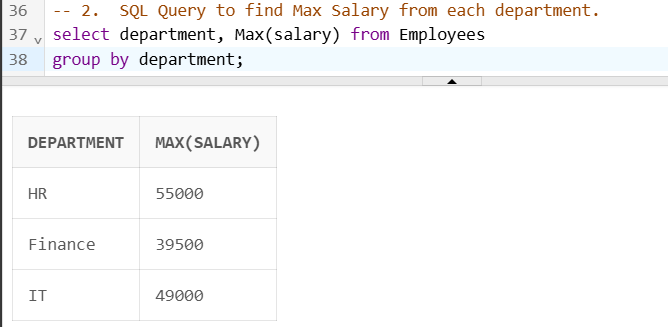 36 -- 2.  SQL Query to find Max Salary from each department.
37 select department, Max(salary) from Employees
38 group by department;
DEPARTMENT MAX(SALARY)
HR 55000
Finance 39500
IT 49000